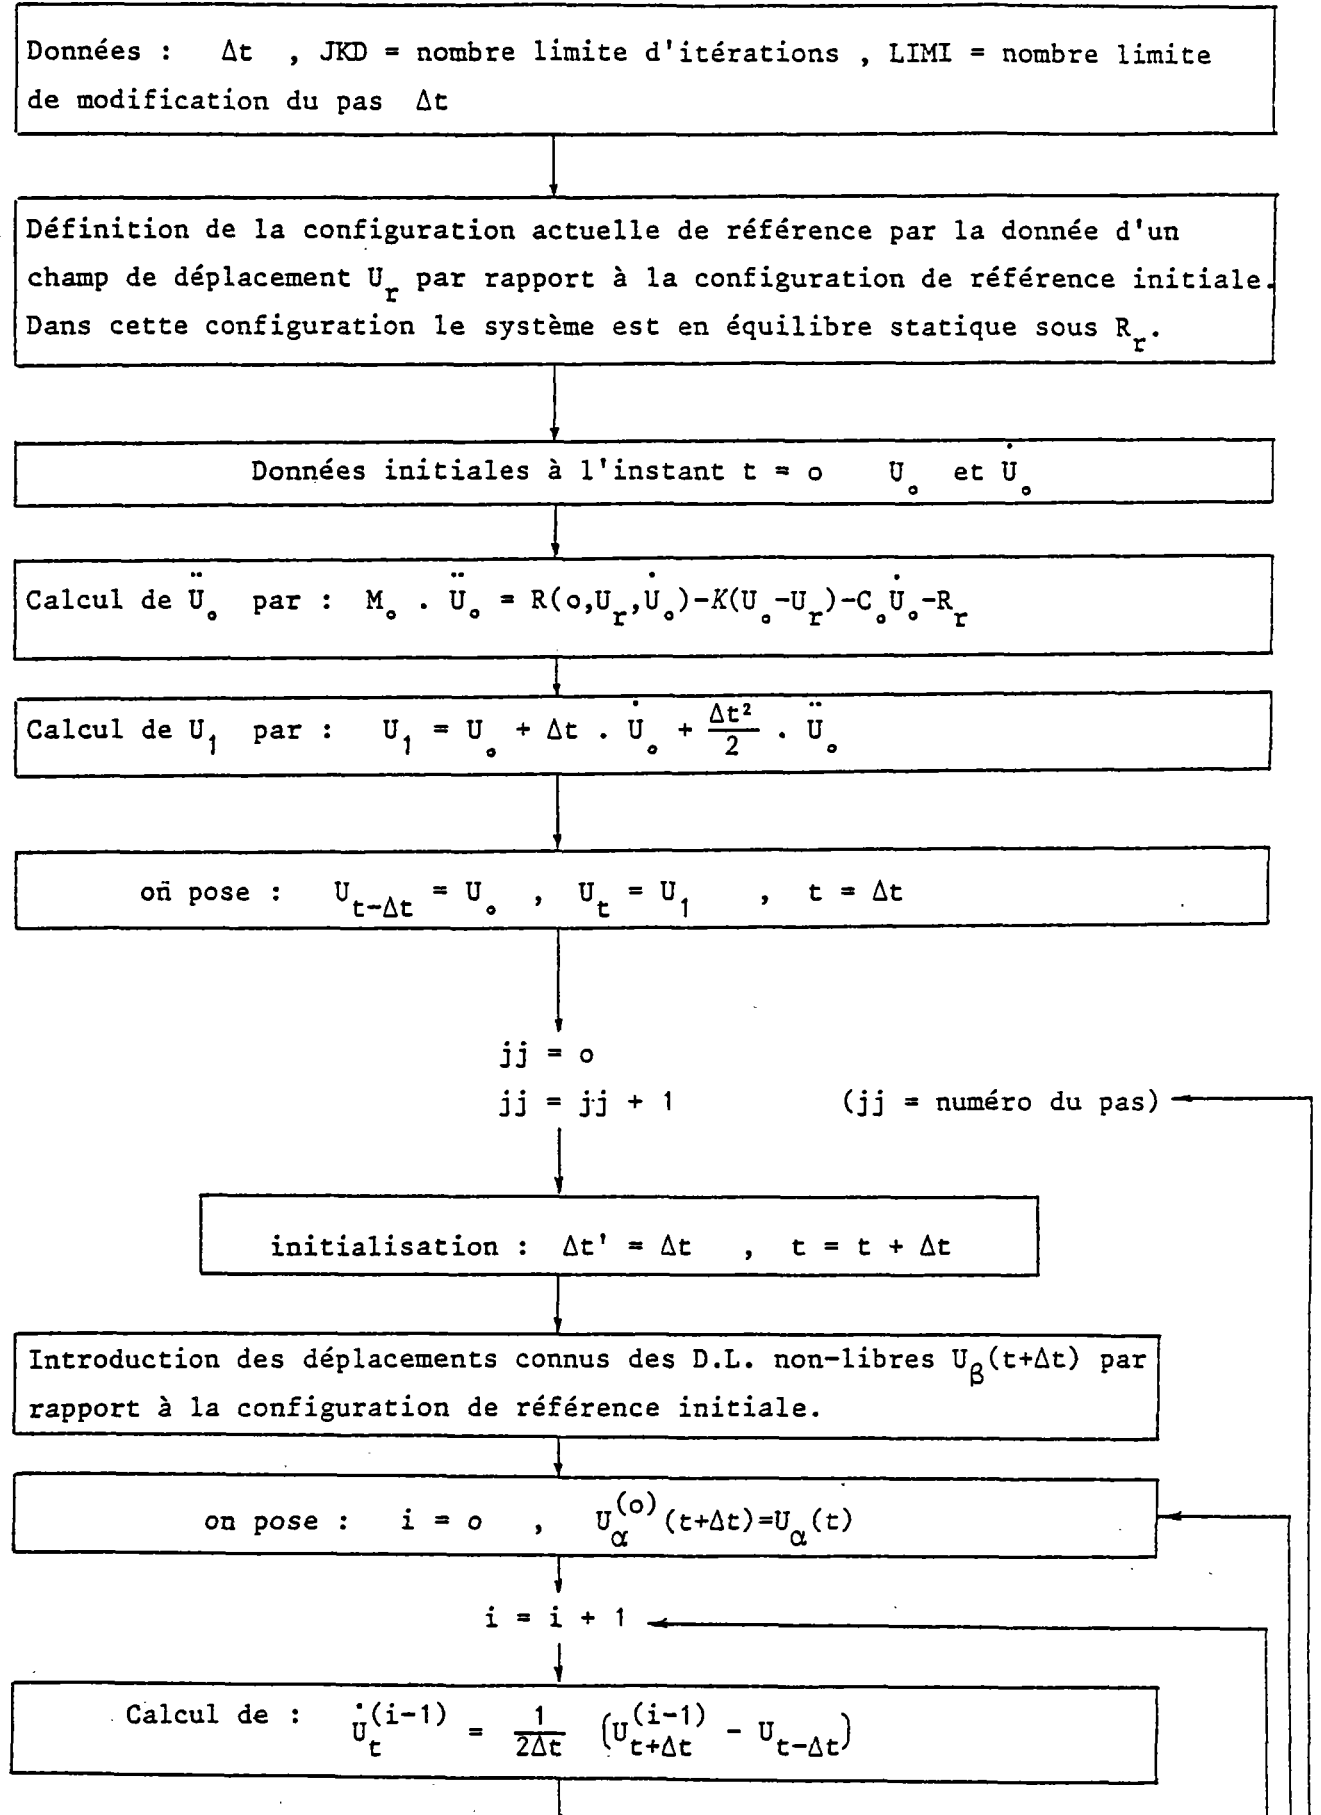 Données :   Δt  , JKD = nombre limite d'itérations , LIMI = nombre limite
de modification du pas  Δt
Définition de la configuration actuelle de référence par la donnée d'un
champ de déplacement U_r par rapport à la configuration de référence initiale.
Dans cette configuration le système est en équilibre statique sous R_r.
Données initiales à l'instant t = o    U_o  et U̇_o
Calcul de Ü_o  par :  M_o . Ü_o = R(o,U_r,U̇_o)-K(U_o-U_r)-C_o U̇_o-R_r
Calcul de U_1  par :   U_1 = U_o + Δt . U̇_o + Δt²/2 . Ü_o
on pose :   U_{t-Δt} = U_o  ,  U_t = U_1   ,  t = Δt
jj = o
jj = jj + 1        (jj = numéro du pas)
initialisation :  Δt' = Δt   ,  t = t + Δt
Introduction des déplacements connus des D.L. non-libres U_β(t+Δt) par
rapport à la configuration de référence initiale.
on pose :   i = o   ,   U_α^(o)(t+Δt)=U_α(t)
i = i + 1
Calcul de :   U̇_t^(i-1) = 1/2Δt (U_{t+Δt}^(i-1) - U_{t-Δt})